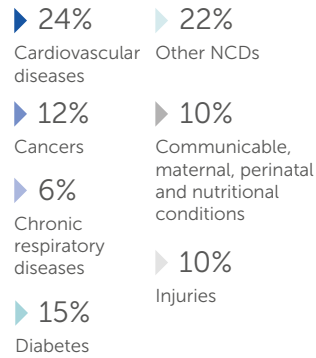 24%
Cardiovascular
diseases
12%
Cancers
6%
Chronic
respiratory
diseases
15%
Diabetes
22%
Other NCDs
10%
Communicable,
maternal, perinatal
and nutritional
conditions
10%
Injuries